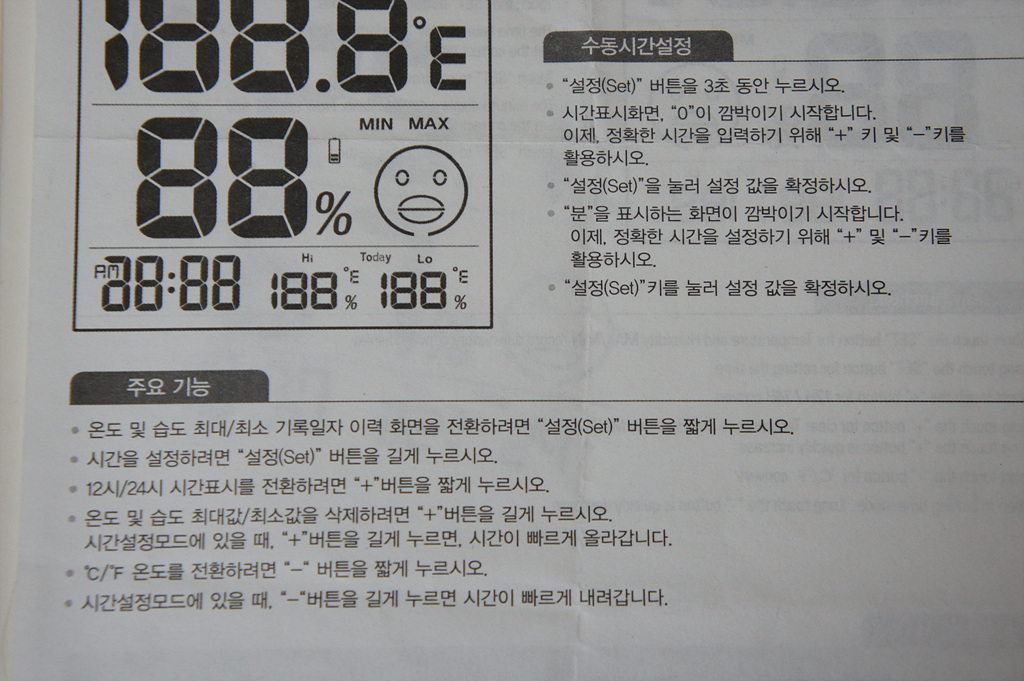 188.8°E
MIN MAX
88%
AM 88:88
Hi Today Lo
188°E % 188°E %
수동시간설정
• “설정(Set)” 버튼을 3초 동안 누르시오.
• 시간표시화면, “0”이 깜박이기 시작합니다.
이제, 정확한 시간을 입력하기 위해 “+” 키 및 “–”키를
활용하시오.
• “설정(Set)”을 눌러 설정 값을 확정하시오.
• “분”을 표시하는 화면이 깜박이기 시작합니다.
이제, 정확한 시간을 설정하기 위해 “+” 및 “–”키를
활용하시오.
• “설정(Set)”키를 눌러 설정 값을 확정하시오.
주요 기능
• 온도 및 습도 최대/최소 기록일자 이력 화면을 전환하려면 “설정(Set)” 버튼을 짧게 누르시오.
• 시간을 설정하려면 “설정(Set)” 버튼을 길게 누르시오.
• 12시/24시 시간표시를 전환하려면 “+”버튼을 짧게 누르시오.
• 온도 및 습도 최대값/최소값을 삭제하려면 “+”버튼을 길게 누르시오.
시간설정모드에 있을 때, “+”버튼을 길게 누르면, 시간이 빠르게 올라갑니다.
• ℃/℉ 온도를 전환하려면 “–“ 버튼을 짧게 누르시오.
• 시간설정모드에 있을 때, “–“버튼을 길게 누르면 시간이 빠르게 내려갑니다.